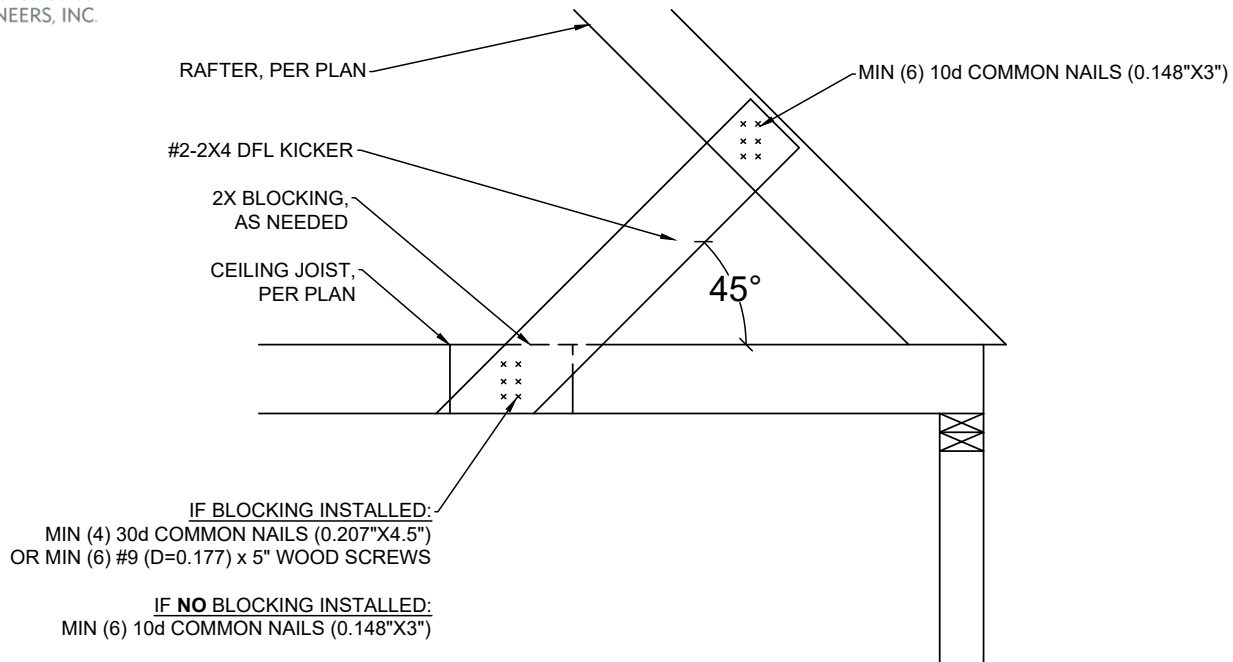 NEERS, INC.
RAFTER, PER PLAN
MIN (6) 10d COMMON NAILS (0.148"X3")
#2-2X4 DFL KICKER
2X BLOCKING,
AS NEEDED
CEILING JOIST,
PER PLAN
45°
IF BLOCKING INSTALLED:
MIN (4) 30d COMMON NAILS (0.207"X4.5")
OR MIN (6) #9 (D=0.177) x 5" WOOD SCREWS
IF NO BLOCKING INSTALLED:
MIN (6) 10d COMMON NAILS (0.148"X3")